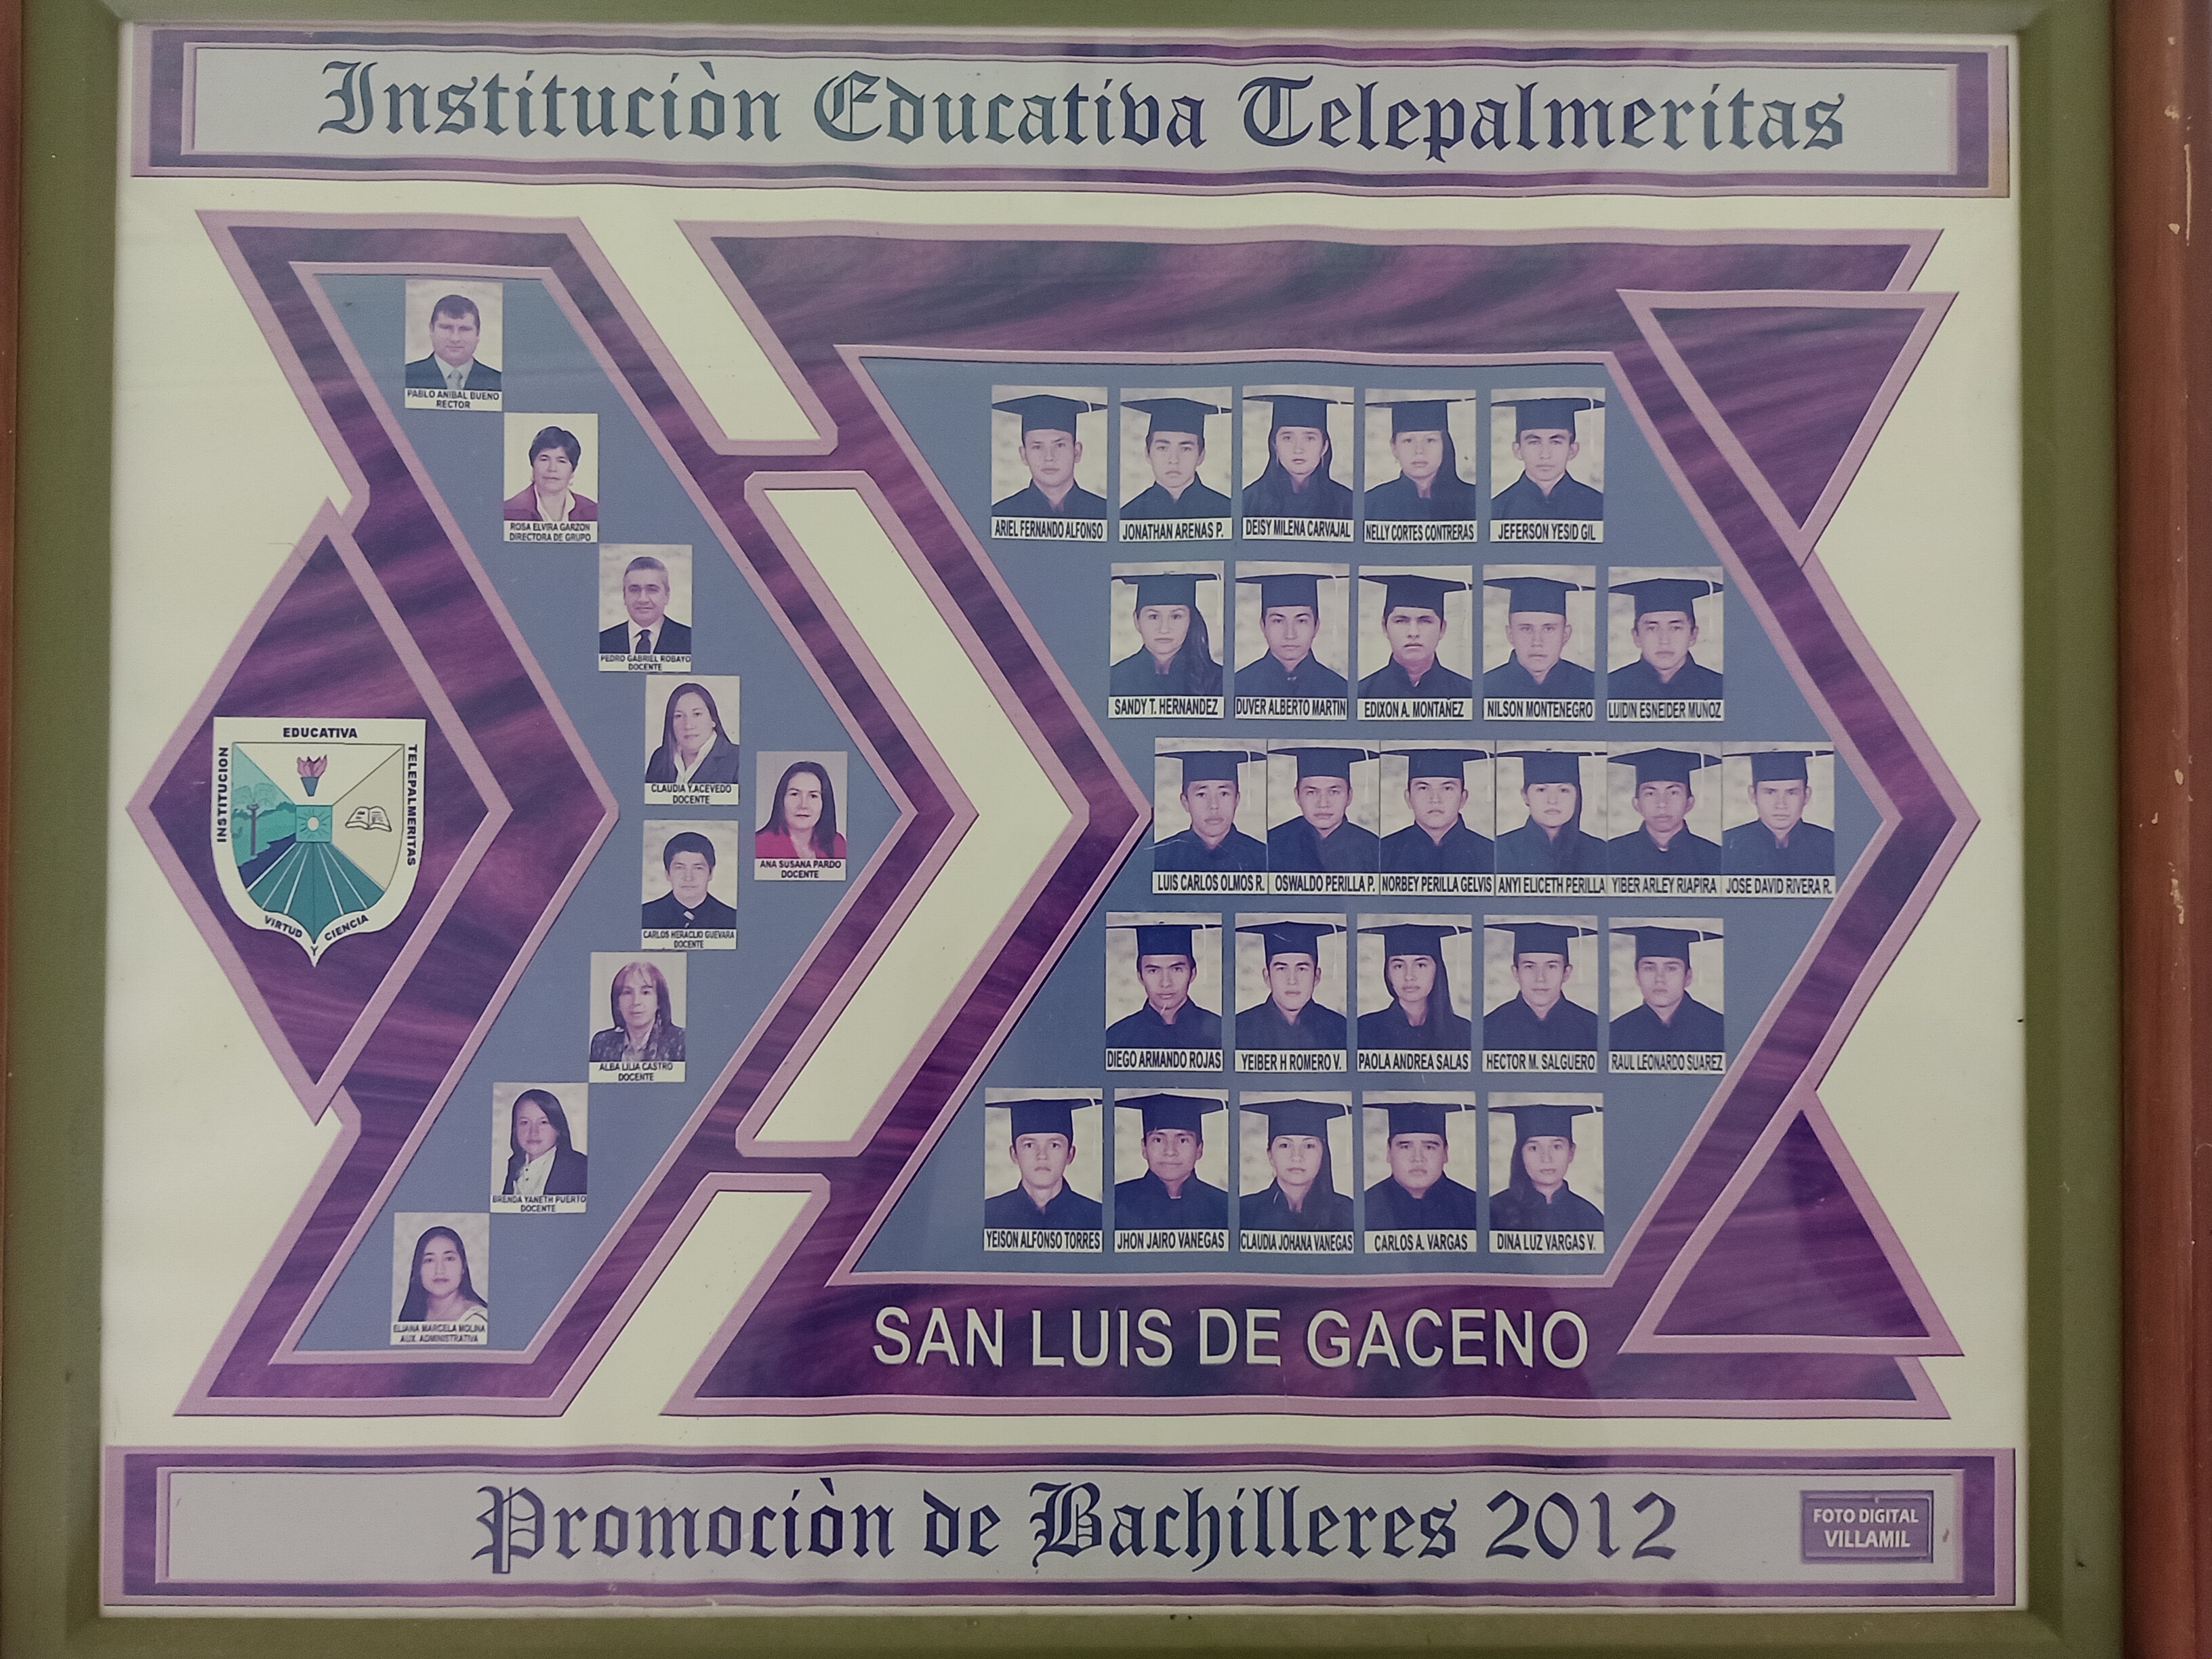 Instituciòn Educativa Telepalmeritas
PABLO ANIBAL BUENO
RECTOR
ROSA ELVIRA GARZON
DIRECTORA DE GRUPO
PEDRO GABRIEL ROBAYO
DOCENTE
CLAUDIA Y.ACEVEDO
DOCENTE
ANA SUSANA PARDO
DOCENTE
CARLOS HERACLIO GUEVARA
DOCENTE
ALBA LILIA CASTRO
DOCENTE
BRENDA YANETH PUERTO
DOCENTE
ELIANA MARCELA MOLINA
AUX. ADMINISTRATIVA
INSTITUCION
EDUCATIVA
TELEPALMERITAS
VIRTUD Y CIENCIA
ARIEL FERNANDO ALFONSO
JONATHAN ARENAS P.
DEISY MILENA CARVAJAL
NELLY CORTES CONTRERAS
JEFERSON YESID GIL
SANDY T. HERNANDEZ
DUVER ALBERTO MARTIN
EDIXON A. MONTAÑEZ
NILSON MONTENEGRO
LUIDIN ESNEIDER MUÑOZ
LUIS CARLOS OLMOS R.
OSWALDO PERILLA P.
NORBEY PERILLA GELVIS
ANYI ELICETH PERILLA
YIBER ARLEY RIAPIRA
JOSE DAVID RIVERA R.
DIEGO ARMANDO ROJAS
YEIBER H ROMERO V.
PAOLA ANDREA SALAS
HECTOR M. SALGUERO
RAUL LEONARDO SUAREZ
YEISON ALFONSO TORRES
JHON JAIRO VANEGAS
CLAUDIA JOHANA VANEGAS
CARLOS A. VARGAS
DINA LUZ VARGAS V.
SAN LUIS DE GACENO
Promociòn de Bachilleres 2012
FOTO DIGITAL
VILLAMIL